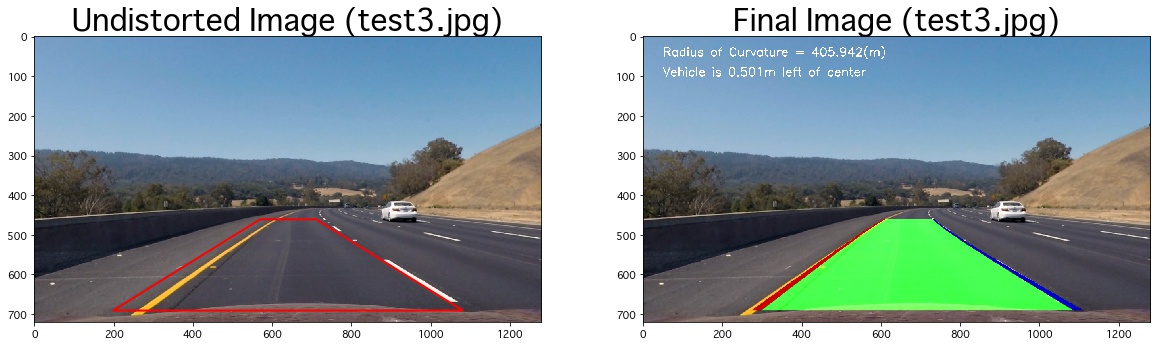 Undistorted Image (test3.jpg)
0
100
200
300
400
500
600
700
0 200 400 600 800 1000 1200
Final Image (test3.jpg)
Radius of Curvature = 405.942(m)
Vehicle is 0.501m left of center
0
100
200
300
400
500
600
700
0 200 400 600 800 1000 1200